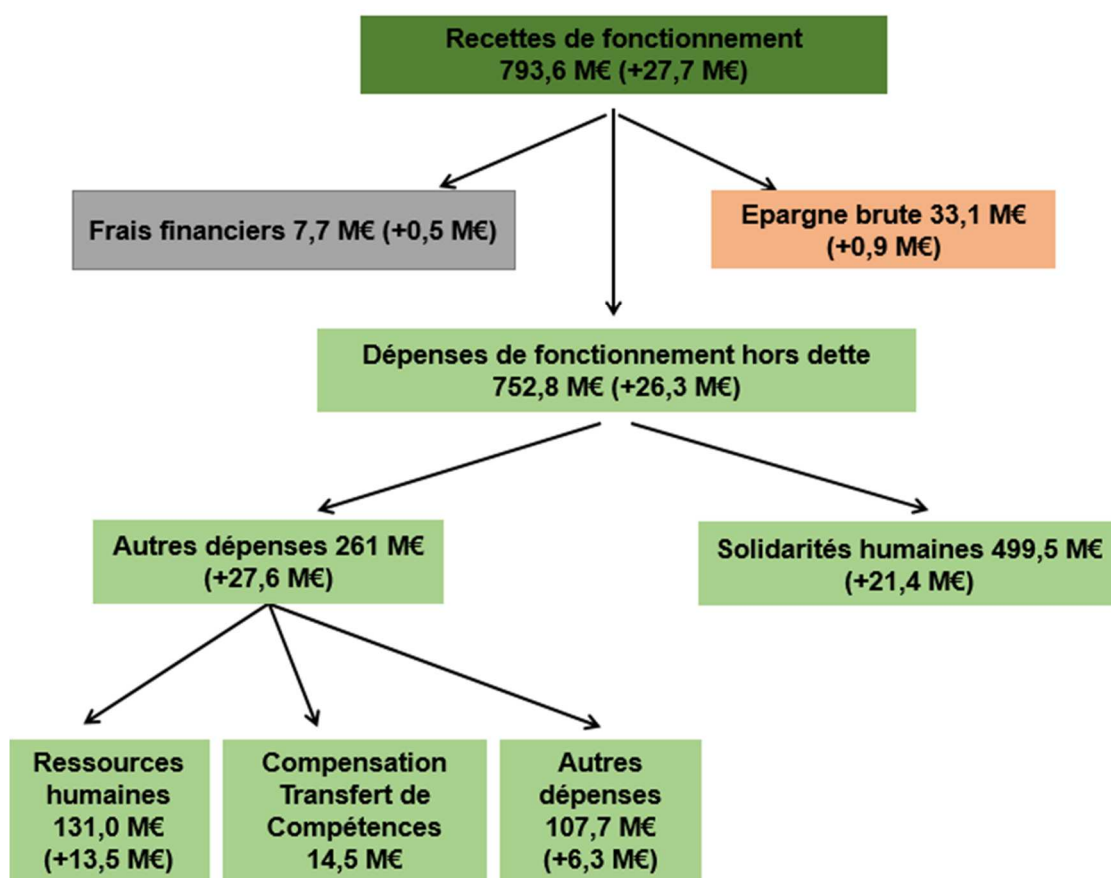 Recettes de fonctionnement
793,6 M€ (+27,7 M€)
Frais financiers 7,7 M€ (+0,5 M€)
Epargne brute 33,1 M€
(+0,9 M€)
Dépenses de fonctionnement hors dette
752,8 M€ (+26,3 M€)
Autres dépenses 261 M€
(+27,6 M€)
Solidarités humaines 499,5 M€
(+21,4 M€)
Ressources
humaines
131,0 M€
(+13,5 M€)
Compensation
Transfert de
Compétences
14,5 M€
Autres
dépenses
107,7 M€
(+6,3 M€)